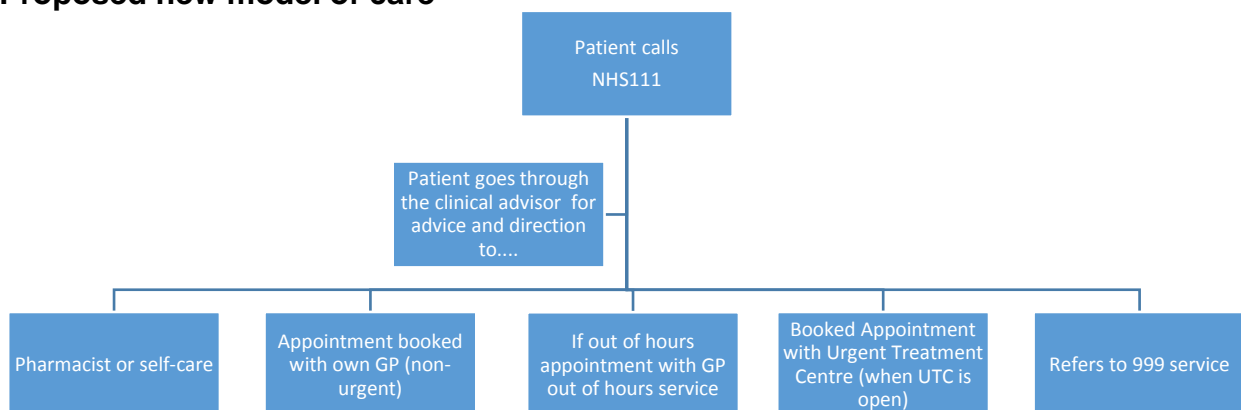 Proposed new model of care
Patient calls
NHS111
Patient goes through
the clinical advisor  for
advice and direction
to....
Pharmacist or self-care
Appointment booked
with own GP (non-
urgent)
If out of hours
appointment with GP
out of hours service
Booked Appointment
with Urgent Treatment
Centre (when UTC is
open)
Refers to 999 service